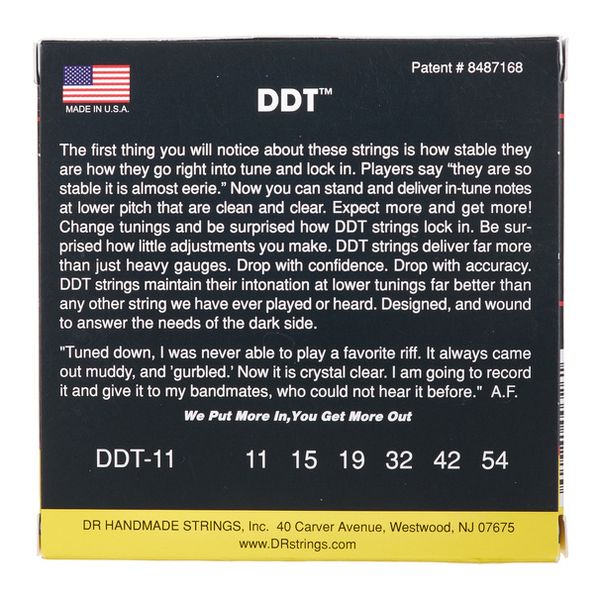 Patent # 8487168
MADE IN U.S.A.
DDT™
The first thing you will notice about these strings is how stable they
are how they go right into tune and lock in. Players say “they are so
stable it is almost eerie.” Now you can stand and deliver in-tune notes
at lower pitch that are clean and clear. Expect more and get more!
Change tunings and be surprised how DDT strings lock in. Be sur-
prised how little adjustments you make. DDT strings deliver far more
than just heavy gauges. Drop with confidence. Drop with accuracy.
DDT strings maintain their intonation at lower tunings far better than
any other string we have ever played or heard. Designed, and wound
to answer the needs of the dark side.
"Tuned down, I was never able to play a favorite riff. It always came
out muddy, and 'gurbled.' Now it is crystal clear. I am going to record
it and give it to my bandmates, who could not hear it before." A.F.
We Put More In,You Get More Out
DDT-11 11 15 19 32 42 54
DR HANDMADE STRINGS, Inc. 40 Carver Avenue, Westwood, NJ 07675
www.DRstrings.com